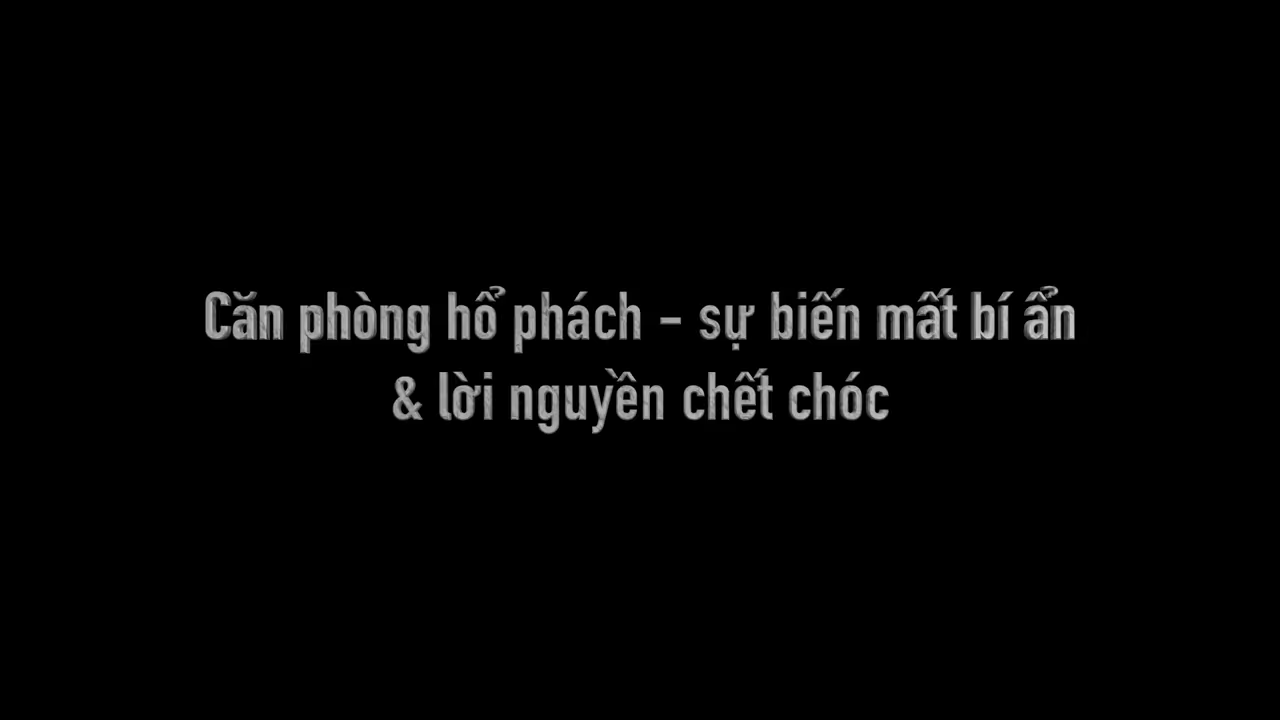 Căn phòng hổ phách - sự biến mất bí ẩn
& lời nguyền chết chóc